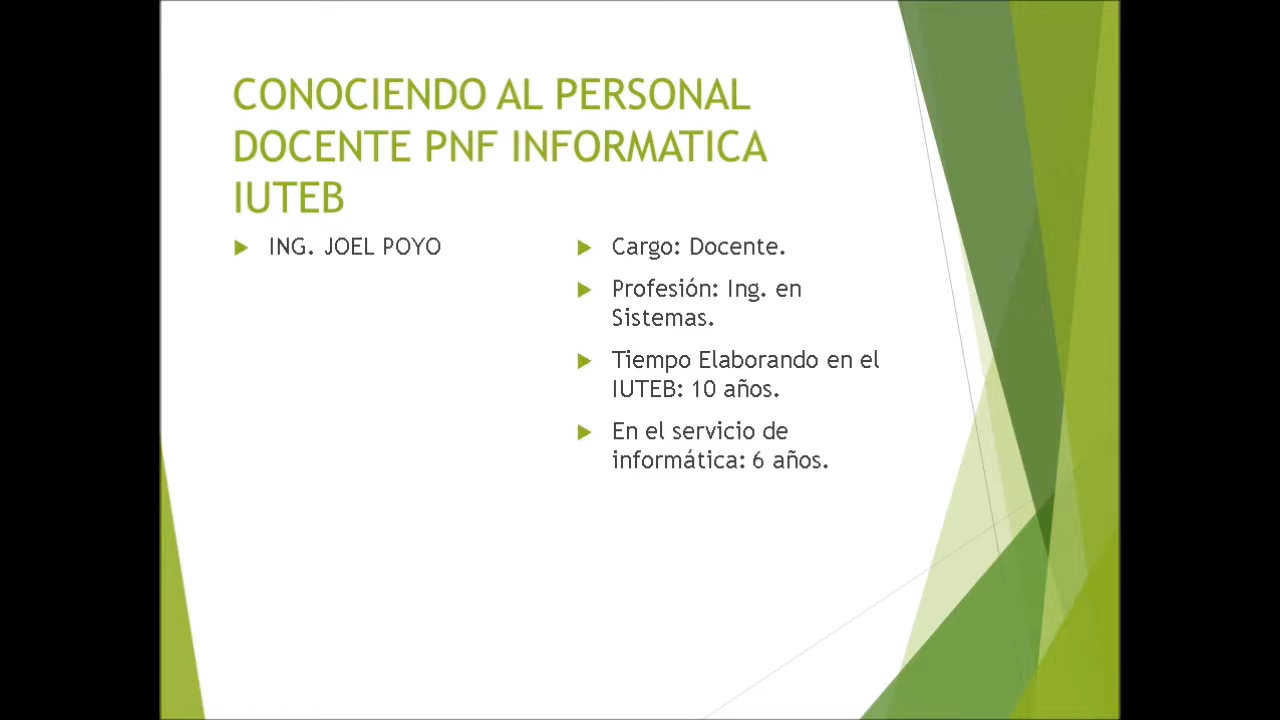 CONOCIENDO AL PERSONAL
DOCENTE PNF INFORMATICA
IUTEB
ING. JOEL POYO
Cargo: Docente.
Profesión: Ing. en
Sistemas.
Tiempo Elaborando en el
IUTEB: 10 años.
En el servicio de
informática: 6 años.